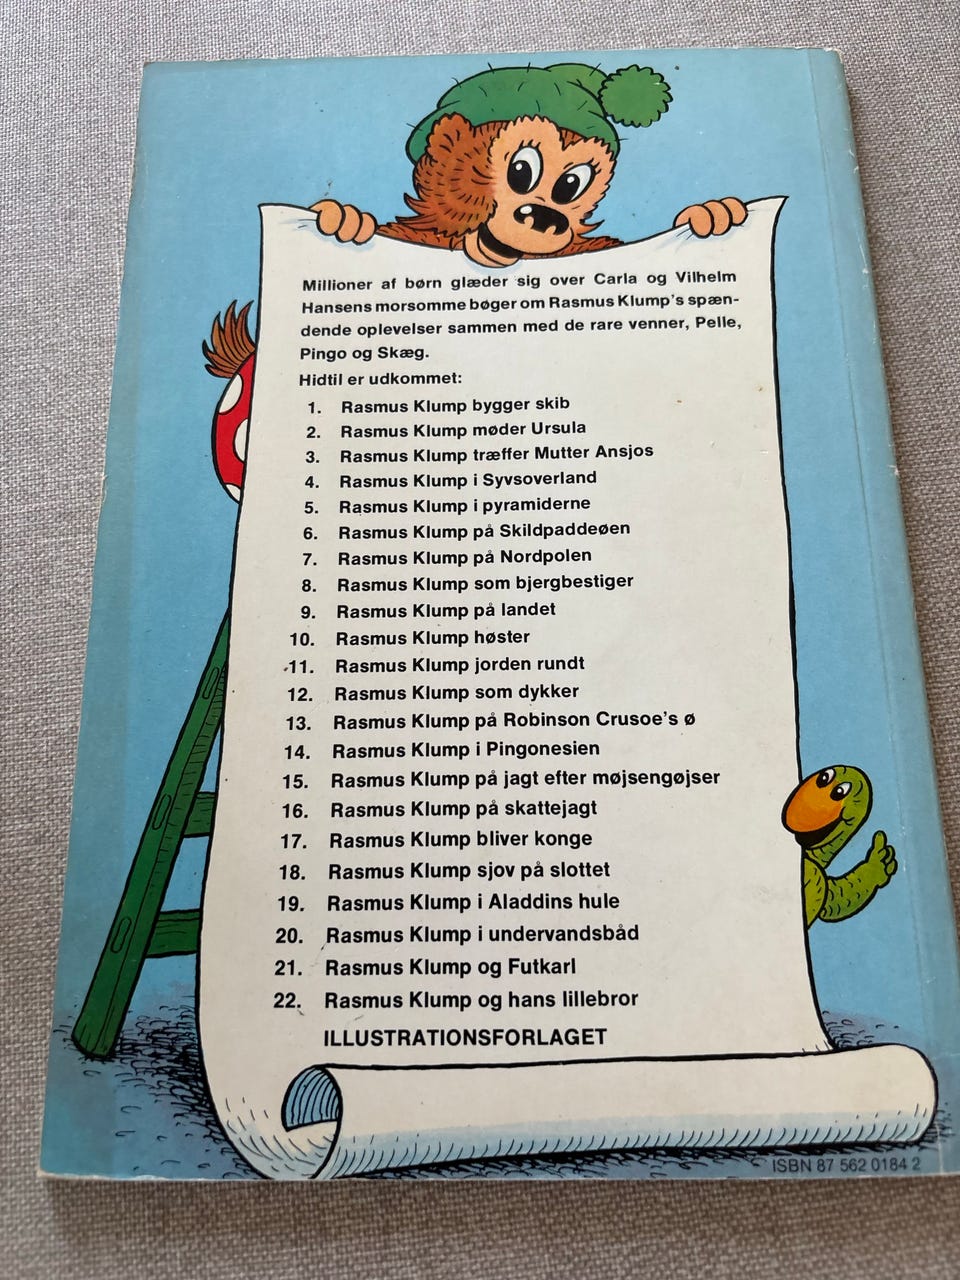 Millioner af børn glæder sig over Carla og Vilhelm
Hansens morsomme bøger om Rasmus Klump's spæn-
dende oplevelser sammen med de rare venner, Pelle,
Pingo og Skæg.
Hidtil er udkommet:
1. Rasmus Klump bygger skib
2. Rasmus Klump møder Ursula
3. Rasmus Klump træffer Mutter Ansjos
4. Rasmus Klump i Syvsoverland
5. Rasmus Klump i pyramiderne
6. Rasmus Klump på Skildpaddeøen
7. Rasmus Klump på Nordpolen
8. Rasmus Klump som bjergbestiger
9. Rasmus Klump på landet
10. Rasmus Klump høster
11. Rasmus Klump jorden rundt
12. Rasmus Klump som dykker
13. Rasmus Klump på Robinson Crusoe's ø
14. Rasmus Klump i Pingonesien
15. Rasmus Klump på jagt efter møjsengøjser
16. Rasmus Klump på skattejagt
17. Rasmus Klump bliver konge
18. Rasmus Klump sjov på slottet
19. Rasmus Klump i Aladdins hule
20. Rasmus Klump i undervandsbåd
21. Rasmus Klump og Futkarl
22. Rasmus Klump og hans lillebror
ILLUSTRATIONSFORLAGET
ISBN 87 562 0184 2